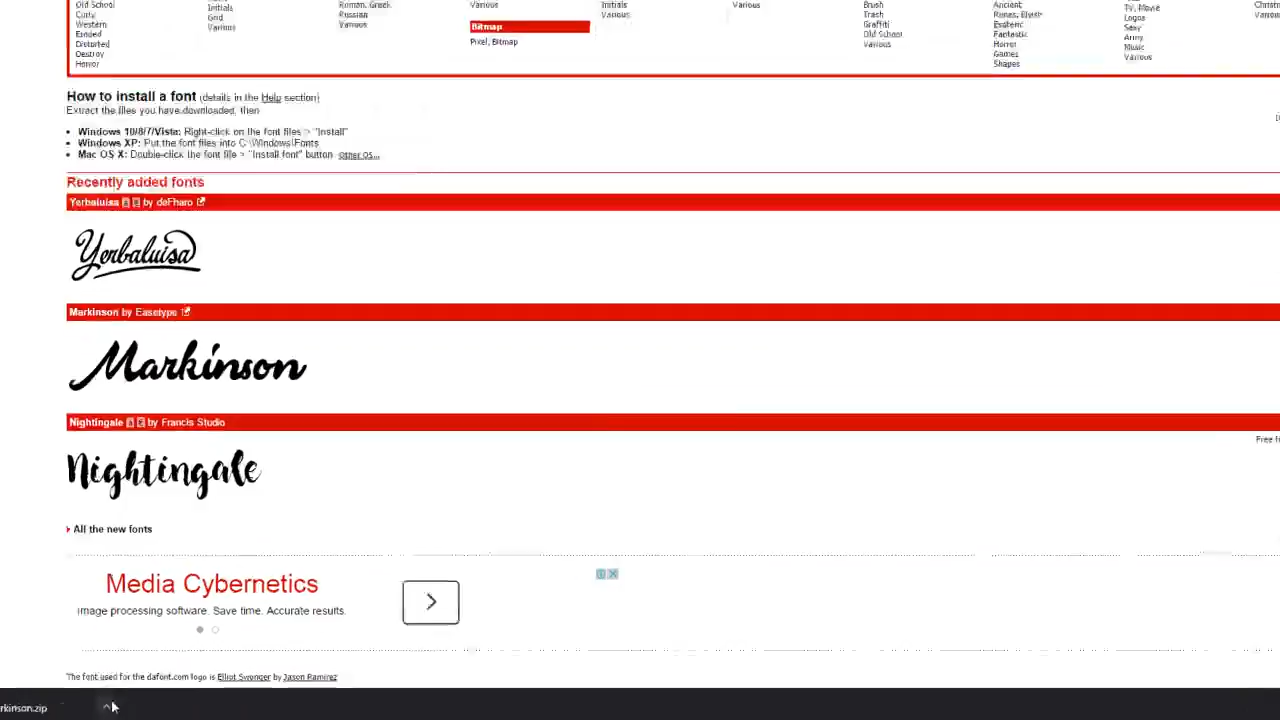 Old School
Curly
Western
Eroded
Distorted
Destroy
Horror
Initials
Grid
Various
Roman, Greek
Russian
Various
Various
Bitmap
Pixel, Bitmap
Initials
Various
Various
Brush
Trash
Graffiti
Old School
Various
Ancient
Runes, Elvish
Esoteric
Fantastic
Horror
Games
Shapes
TV, Movie
Logos
Sexy
Army
Music
Various
How to install a font (details in the Help section)
Extract the files you have downloaded, then
• Windows 10/8/7/Vista: Right-click on the font files > "Install"
• Windows XP: Put the font files into C:\Windows\Fonts
• Mac OS X: Double-click the font file > "Install font" button other OS...
Recently added fonts
Yerbaluisa by deFharo
Yerbaluisa
Markinson by Easetype
Markinson
Nightingale by Francis Studio
Free f
Nightingale
All the new fonts
Media Cybernetics
Image processing software. Save time. Accurate results.
The font used for the dafont.com logo is Elliot Swonger by Jason Ramirez
rkinson.zip